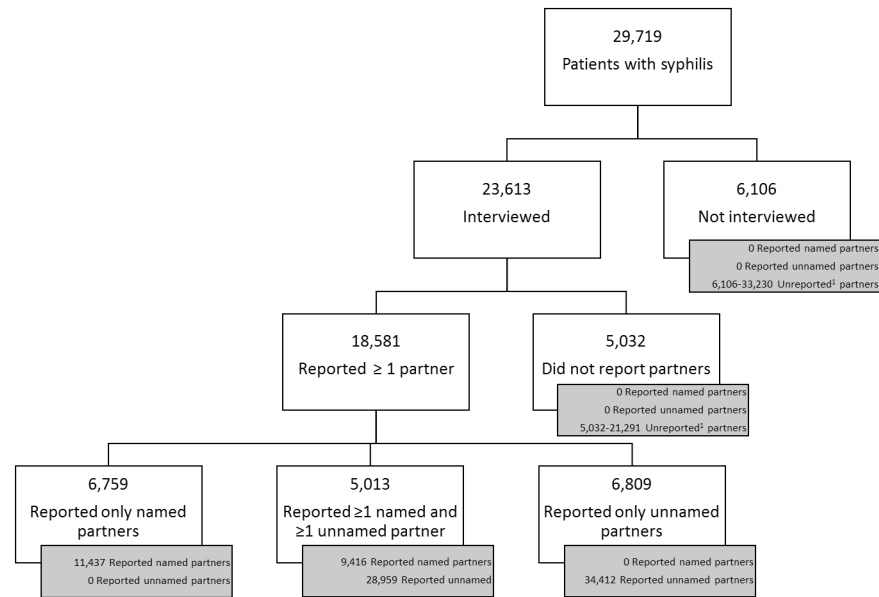 29,719
Patients with syphilis
23,613
Interviewed
6,106
Not interviewed
0 Reported named partners
0 Reported unnamed partners
6,106-33,230 Unreported¹ partners
18,581
Reported ≥ 1 partner
5,032
Did not report partners
0 Reported named partners
0 Reported unnamed partners
5,032-21,291 Unreported¹ partners
6,759
Reported only named
partners
11,437 Reported named partners
0 Reported unnamed partners
5,013
Reported ≥1 named and
≥1 unnamed partner
9,416 Reported named partners
28,959 Reported unnamed
6,809
Reported only unnamed
partners
0 Reported named partners
34,412 Reported unnamed partners